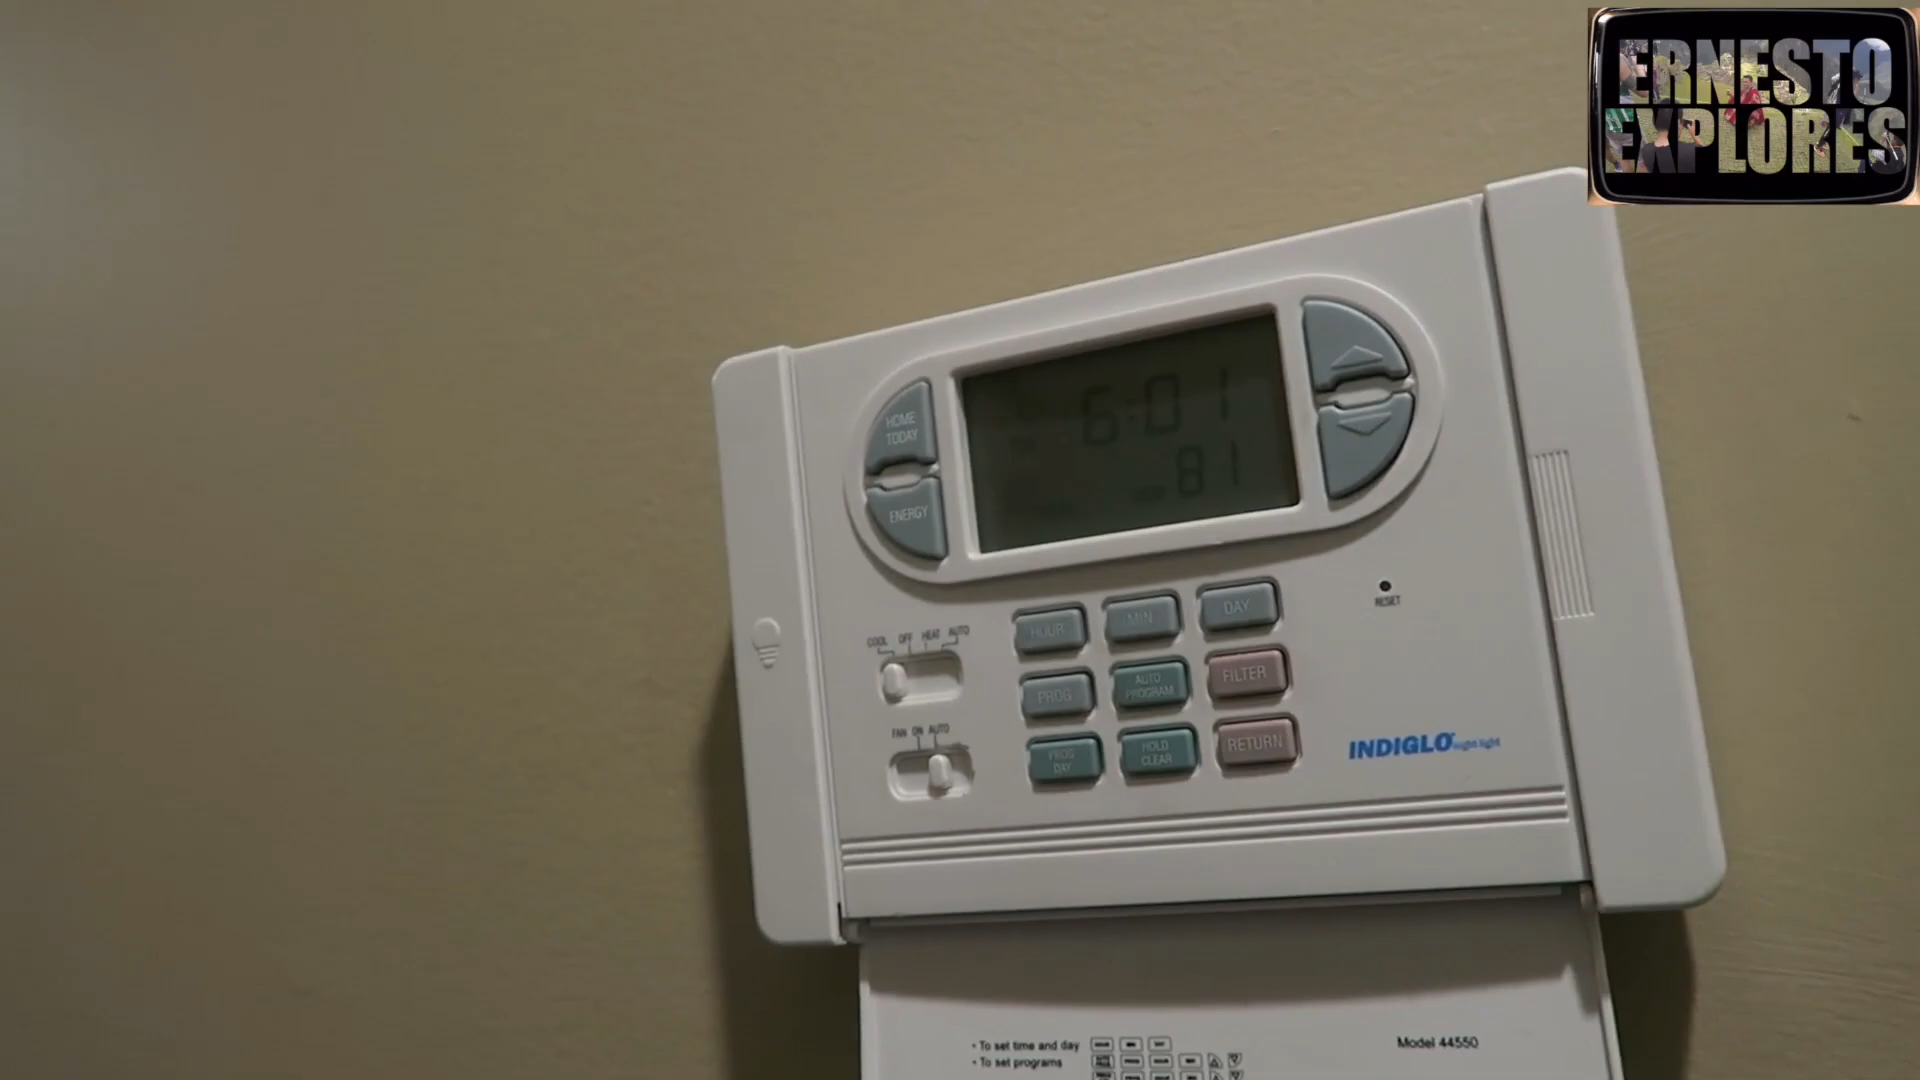 ERNESTO
EXPLORES
6:01
81
HOME
TODAY
ENERGY
RESET
COOL OFF HEAT AUTO
HOUR MIN DAY
PROG AUTO PROGRAM FILTER
FAN ON AUTO
PROG DAY HOLD CLEAR RETURN
INDIGLO night light
• To set time and day
• To set programs
Model 44550